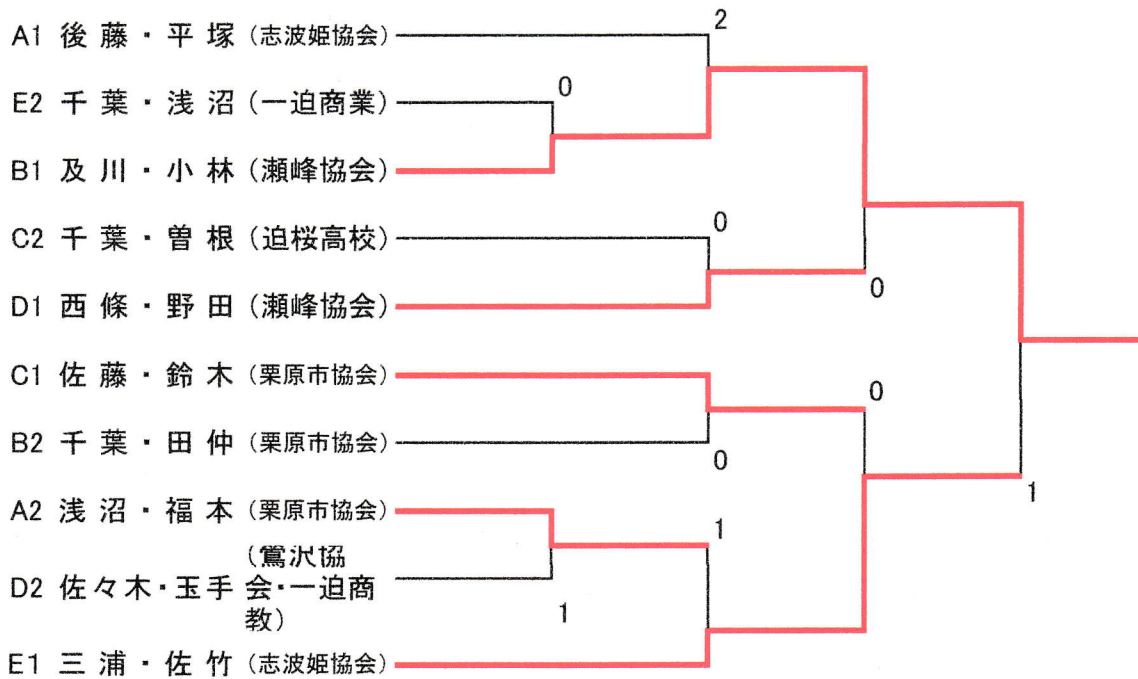 2
A1 後 藤 ・ 平 塚 (志波姫協会)
0
E2 千 葉 ・ 浅 沼 (一迫商業)
B1 及 川 ・ 小 林 (瀬峰協会)
0
C2 千 葉 ・ 曽 根 (迫桜高校)
0
D1 西 條 ・ 野 田 (瀬峰協会)
C1 佐 藤 ・ 鈴 木 (栗原市協会)
0
B2 千 葉 ・ 田 仲 (栗原市協会)
0
1
A2 浅 沼 ・ 福 本 (栗原市協会)
1
(鶯沢協
D2 佐々木・玉手 会・一迫商
教)
1
E1 三 浦 ・ 佐 竹 (志波姫協会)